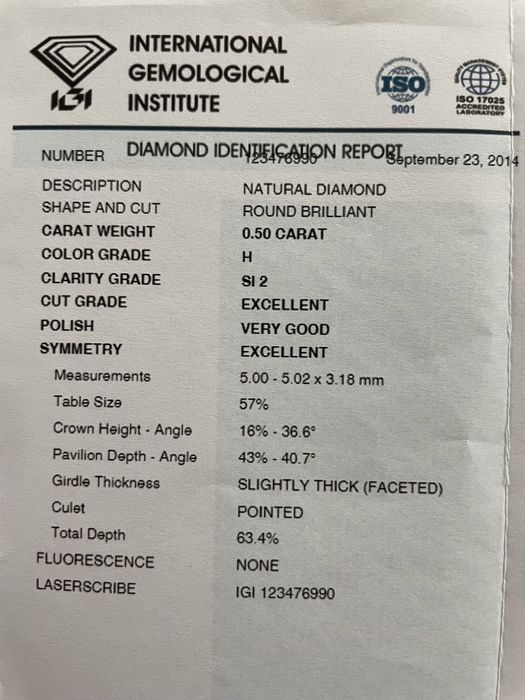 INTERNATIONAL
GEMOLOGICAL
INSTITUTE
IGI
ISO
9001
QUALITY MANAGEMENT SYSTEM
ISO 17025
ACCREDITED
LABORATORY
DIAMOND IDENTIFICATION REPORT
NUMBER 123476990 September 23, 2014
DESCRIPTION NATURAL DIAMOND
SHAPE AND CUT ROUND BRILLIANT
CARAT WEIGHT 0.50 CARAT
COLOR GRADE H
CLARITY GRADE SI 2
CUT GRADE EXCELLENT
POLISH VERY GOOD
SYMMETRY EXCELLENT
Measurements 5.00 - 5.02 x 3.18 mm
Table Size 57%
Crown Height - Angle 16% - 36.6°
Pavilion Depth - Angle 43% - 40.7°
Girdle Thickness SLIGHTLY THICK (FACETED)
Culet POINTED
Total Depth 63.4%
FLUORESCENCE NONE
LASERSCRIBE IGI 123476990